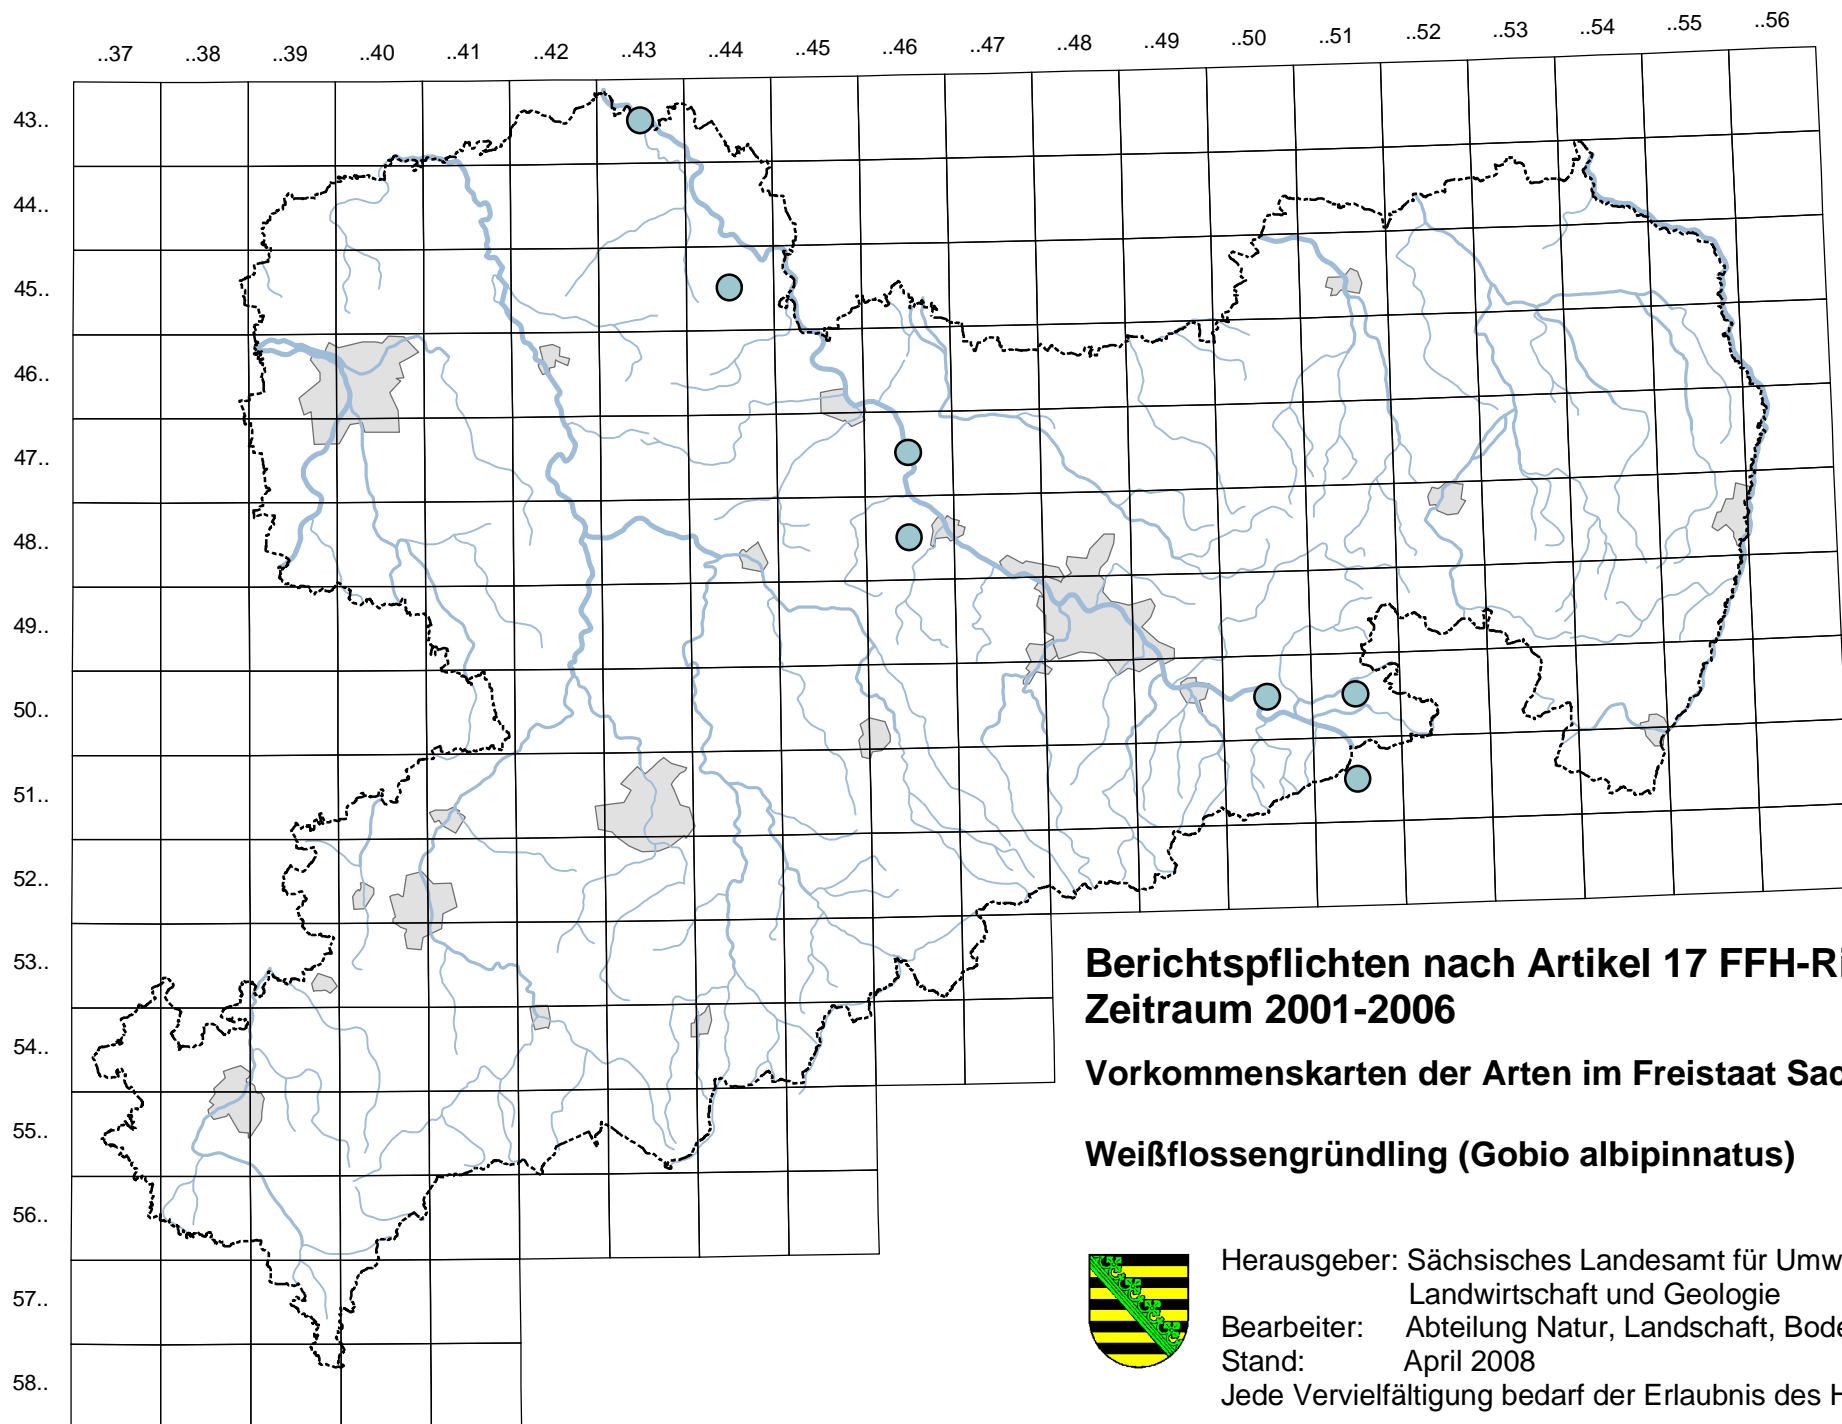 ..37 ..38 ..39 ..40 ..41 ..42 ..43 ..44 ..45 ..46 ..47 ..48 ..49 ..50 ..51 ..52 ..53 ..54 ..55 ..56
43..
44..
45..
46..
47..
48..
49..
50..
51..
52..
53..
54..
55..
56..
57..
58..
Berichtspflichten nach Artikel 17 FFH-Ri
Zeitraum 2001-2006
Vorkommenskarten der Arten im Freistaat Sac
Weißflossengründling (Gobio albipinnatus)
Herausgeber: Sächsisches Landesamt für Umw
Landwirtschaft und Geologie
Bearbeiter: Abteilung Natur, Landschaft, Bode
Stand: April 2008
Jede Vervielfältigung bedarf der Erlaubnis des H